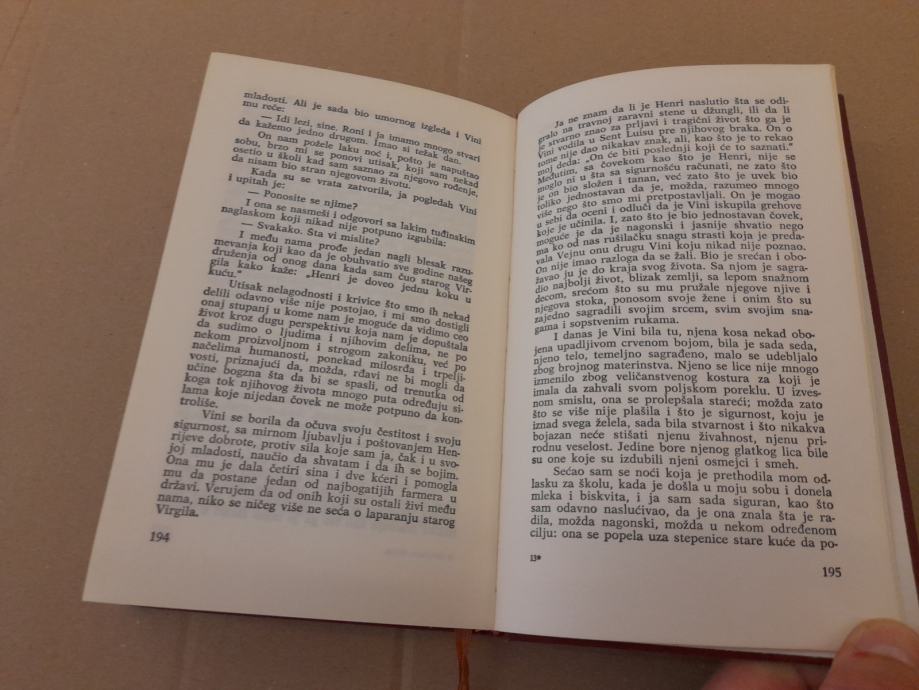 mladosti. Ali je sada bio umornog izgleda i Vini
mu reče:
— Idi lezi, sine. Roni i ja imamo mnogo stvari
da kažemo jedno drugom. Imao si težak dan.
On nam požele laku noć i, pošto je napuštao
sobu, brzo mi se ponovi utisak, koji sam nekad
osetio u školi kad sam saznao za njegovo rođenje,
da nisam bio stran njegovom životu.
Kada su se vrata zatvorila, ja pogledah Vini
i upitah je:
— Ponosite se njime?
I ona se nasmeši i odgovori sa lakim tuđinskim
naglaskom koji nikad nije potpuno izgubila:
— Svakako. Šta vi mislite?
I među nama prođe jedan nagli blesak razu-
mevanja koji kao da je obuhvatio sve godine našeg
druženja od onog dana kada sam čuo starog Vir-
gila kako kaže: „Henri je doveo jednu koku u
kuću.“
Utisak nelagodnosti i krivice što smo ih nekad
delili odavno više nije postojao, i mi smo dostigli
onaj stupanj u kome nam je moguće da vidimo ceo
život kroz dugu perspektivu koja nam je dopuštala
da sudimo o ljudima i njihovim delima, ne po
nekom proizvoljnom i strogom zakoniku, već po
načelima humanosti, ponekad milosrđa i trpelji-
vosti, priznajući da, možda, rđavi ne bi mogli da
učine bogzna šta da bi se spasli, od trenutka od
koga tok njihovog života mnogo puta određuju si-
lama koje nijedan čovek ne može potpuno da kon-
troliše.
Vini se borila da očuva svoju čestitost i svoju
sigurnost, sa mirnom ljubavlju i poštovanjem Hen-
rijeve dobrote, protiv sila koje sam ja, čak i u svo-
joj mladosti, naučio da shvatam i da ih se bojim.
Ona mu je dala četiri sina i dve kćeri i pomogla
mu da postane jedan od najbogatijih farmera u
državi. Verujem da od onih koji su ostali živi među
nama, niko se ničeg više ne seća o laparanju starog
Virgila.
194
Ja ne znam da li je Henri naslutio šta se odi-
gralo na travnoj zaravni stene u džungli, ili da li
je stvarno znao za prljavi i tragični život što ga je
Vini vodila u Sent Luisu pre njihovog braka. On o
tome nije dao nikakav znak, ali, kao što je to rekao
moj deda: „On će biti poslednji koji će to saznati.“
Međutim, sa čovekom kao što je Henri, nije se
moglo ni u šta sa sigurnošću računati, ne zato što
je on bio složen i tanan, već zato što je uvek bio
toliko jednostavan da je, možda, razumeo mnogo
više nego što smo mi pretpostavljali. On je mogao
u sebi da oceni i odluči da je Vini iskupila grehove
koje je učinila. I, zato što je bio jednostavan čovek,
moguće je da je nagonski i jasnije shvatio nego
ma ko od nas rušilačku snagu strasti koja je preda-
vala Vejnu onu drugu Vini koju nikad nije poznao.
On nije imao razloga da se žali. Bio je srećan i obo-
žavao ju je do kraja svog života. Sa njom je sagra-
dio najbolji život, blizak zemlji, sa lepom snažnom
decom, srećom što su mu pružale njegove njive i
njegova stoka, ponosom svoje žene i onim što su
zajedno sagradili svojim srcem, svim svojim sna-
gama i sopstvenim rukama.
I danas je Vini bila tu, njena kosa nekad obo-
jena upadljivom crvenom bojom, bila je sada seda,
njeno telo, temeljno sagrađeno, malo se udebljalo
zbog brojnog materinstva. Njeno se lice nije mnogo
izmenilo zbog veličanstvenog kostura za koji je
imala da zahvali svom poljskom poreklu. U izves-
nom smislu, ona se prolepšala stareći; možda zato
što se više nije plašila i što je sigurnost, koju je
iznad svega želela, sada bila stvarnost i što nikakva
bojazan neće stišati njenu živahnost, njenu pri-
rodnu veselost. Jedine bore njenog glatkog lica bile
su one koje su izdubili njeni osmejci i smeh.
Sećao sam se noći koja je prethodila mom od-
lasku za školu, kada je došla u moju sobu i donela
mleka i biskvita, i ja sam sada siguran, kao što
sam odavno naslućivao, da je ona znala šta je ra-
dila, možda nagonski, možda u nekom određenom
cilju: ona se popela uza stepenice stare kuće da po-
13*
195